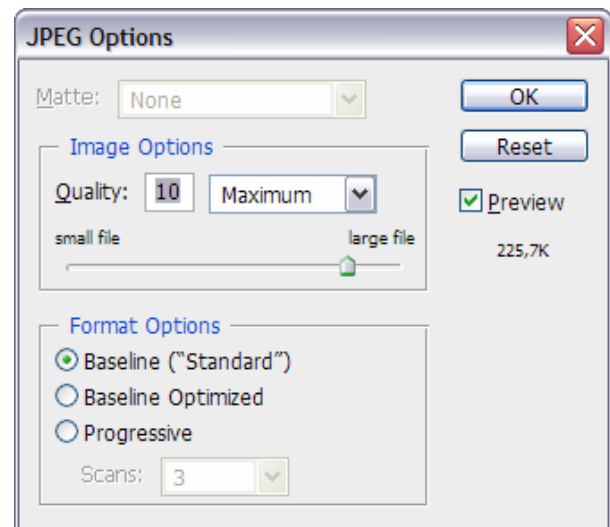 JPEG Options
Matte: None
OK
Image Options
Reset
Quality: 10 Maximum
Preview
small file large file
225,7K
Format Options
Baseline (“Standard”)
Baseline Optimized
Progressive
Scans: 3